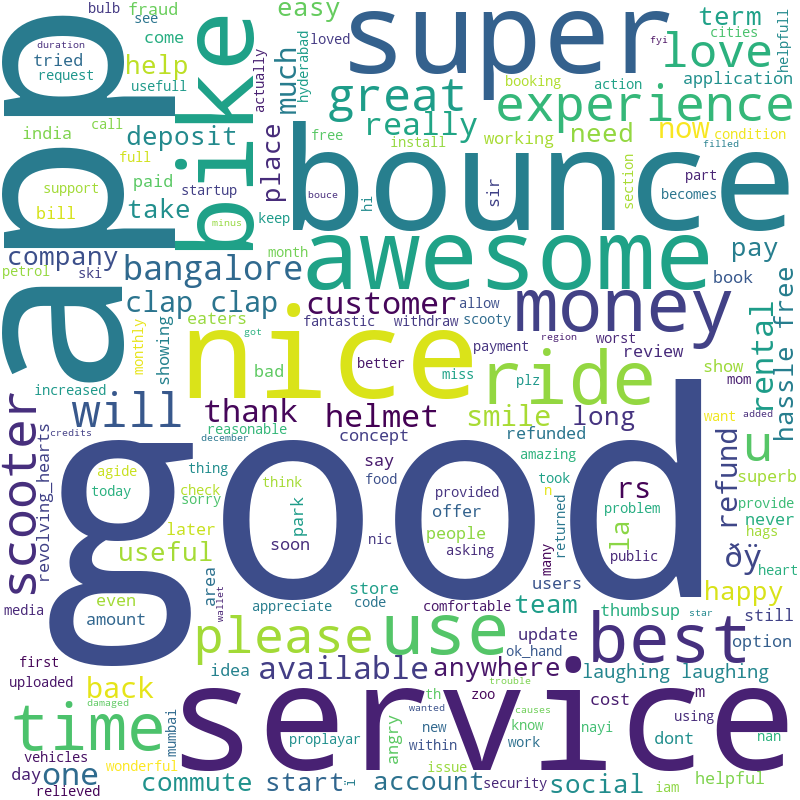 bulb
fraud
easy
super
term
see
cities
app
duration
come
loved
fyi
love
helpfull
tried
help
bike
actually
much
hyderabad
request
usefull
booking
action
application
great
experience
india
call
deposit
really
free
install
working
need
now
condition
full
place
bounce
filled
support
paid
startup
hi
sir
section
part
bill
take
keep
becomes
minus
company
month
awesome
pay
petrol
ski
bangalore
book
hassle free
clap clap
customer
allow
money
rental
monthly
showing
eaters
fantastic
withdraw
scooty
got
nice
region
worst
better
payment
review
bad
miss
ride
plz
show
mom
increased
scooter
will
thank
helmet
smile
long
want
added
credits
reasonable
december
concept
refunded
u
revolving_hearts
good
amazing
refund
agide
thing
say
food
took
superb
today
check
sorry
think
provided
n
rs
problem
provide
park
offer
later
people
la
never
useful
soon
nic
asking
many
returned
public
hags
ðÿ
area
store
users
heart
even
wallet
happy
amount
appreciate
code
comfortable
team
thumbsup
star
still
media
please
use
update
best
option
ok_hand
first
idea
available
anywhere
laughing laughing
uploaded
back
service
trouble
th
zoo
cost
m
damaged
wanted
causes
using
time
mumbai
new
know
nayi
dont
nan
proplayar
angry
within
work
vehicles
wonderful
issue
day
one
commute
start
i
account
security
social
iam
helpful
relieved